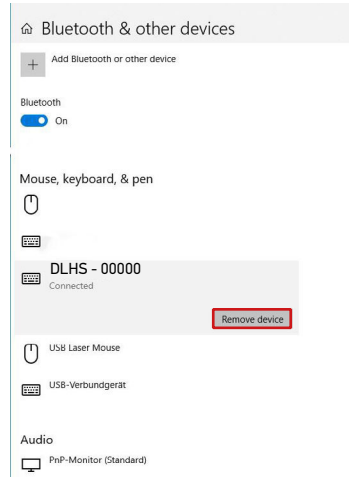 Bluetooth & other devices
Add Bluetooth or other device
Bluetooth
On
Mouse, keyboard, & pen
DLHS - 00000
Connected
Remove device
USB Laser Mouse
USB-Verbundgerät
Audio
PnP-Monitor (Standard)